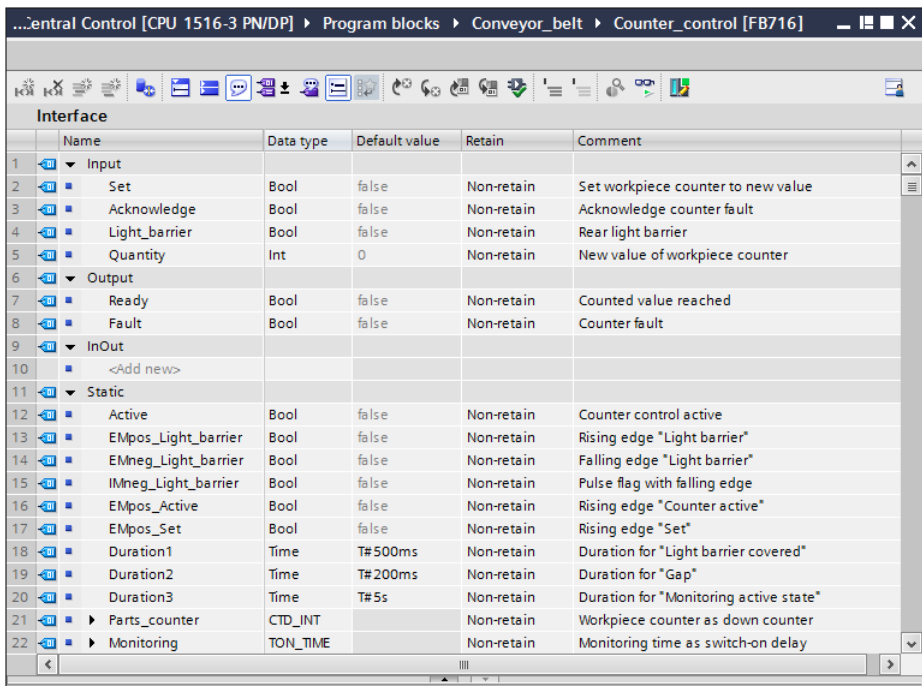 ...Central Control [CPU 1516-3 PN/DP] Program blocks Conveyor_belt Counter_control [FB716]
Interface
Name Data type Default value Retain Comment
1 Input
2 Set Bool false Non-retain Set workpiece counter to new value
3 Acknowledge Bool false Non-retain Acknowledge counter fault
4 Light_barrier Bool false Non-retain Rear light barrier
5 Quantity Int 0 Non-retain New value of workpiece counter
6 Output
7 Ready Bool false Non-retain Counted value reached
8 Fault Bool false Non-retain Counter fault
9 InOut
10 <Add new>
11 Static
12 Active Bool false Non-retain Counter control active
13 EMpos_Light_barrier Bool false Non-retain Rising edge "Light barrier"
14 EMneg_Light_barrier Bool false Non-retain Falling edge "Light barrier"
15 IMneg_Light_barrier Bool false Non-retain Pulse flag with falling edge
16 EMpos_Active Bool false Non-retain Rising edge "Counter active"
17 EMpos_Set Bool false Non-retain Rising edge "Set"
18 Duration1 Time T#500ms Non-retain Duration for "Light barrier covered"
19 Duration2 Time T#200ms Non-retain Duration for "Gap"
20 Duration3 Time T#5s Non-retain Duration for "Monitoring active state"
21 Parts_counter CTD_INT Non-retain Workpiece counter as down counter
22 Monitoring TON_TIME Non-retain Monitoring time as switch-on delay